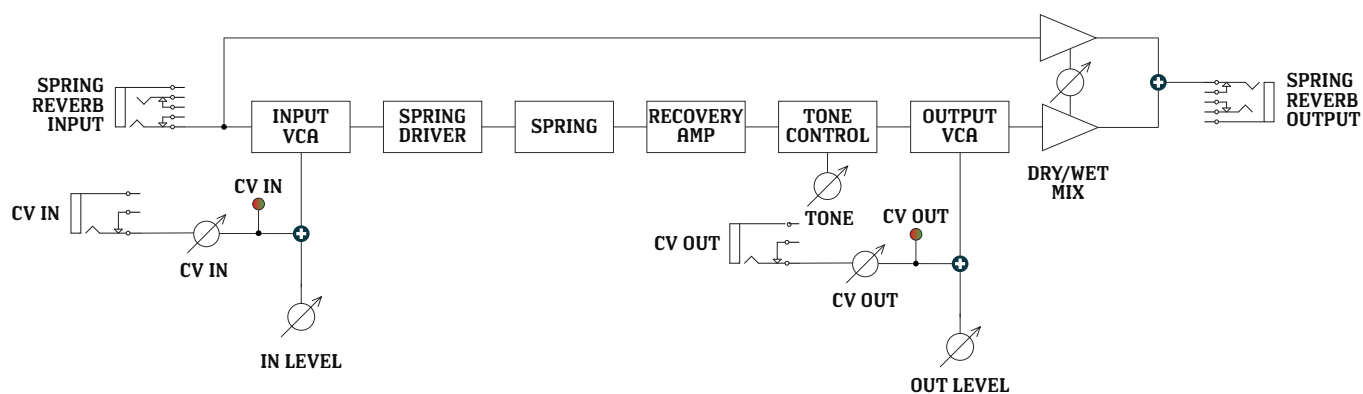 SPRING
REVERB
INPUT
INPUT
VCA
SPRING
DRIVER
SPRING
RECOVERY
AMP
TONE
CONTROL
OUTPUT
VCA
SPRING
REVERB
OUTPUT
DRY/WET
MIX
CV IN
CV IN
CV IN
IN LEVEL
TONE
CV OUT
CV OUT
CV OUT
OUT LEVEL